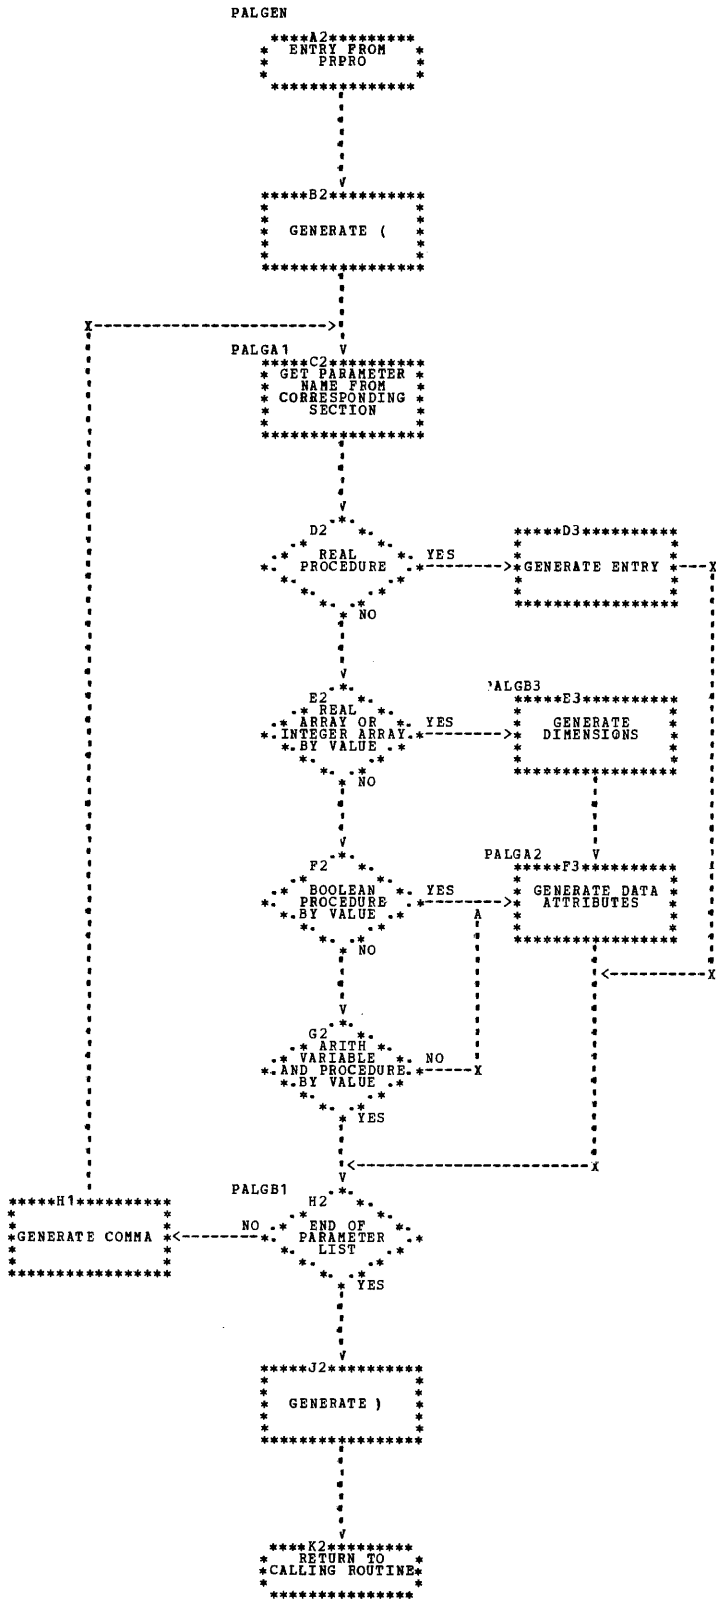 PALGEN
A2
ENTRY FROM
PRPRO
B2
GENERATE (
PALGA1
C2
GET PARAMETER
NAME FROM
CORRESPONDING
SECTION
D2
REAL
PROCEDURE
YES
NO
D3
GENERATE ENTRY
E2
REAL
ARRAY OR
INTEGER ARRAY
BY VALUE
YES
NO
PALGB3
E3
GENERATE
DIMENSIONS
F2
BOOLEAN
PROCEDURE
BY VALUE
YES
NO
PALGA2
F3
GENERATE DATA
ATTRIBUTES
G2
ARITH
VARIABLE
AND PROCEDURE
BY VALUE
NO
YES
PALGB1
H2
END OF
PARAMETER
LIST
NO
YES
H1
GENERATE COMMA
J2
GENERATE )
K2
RETURN TO
CALLING ROUTINE